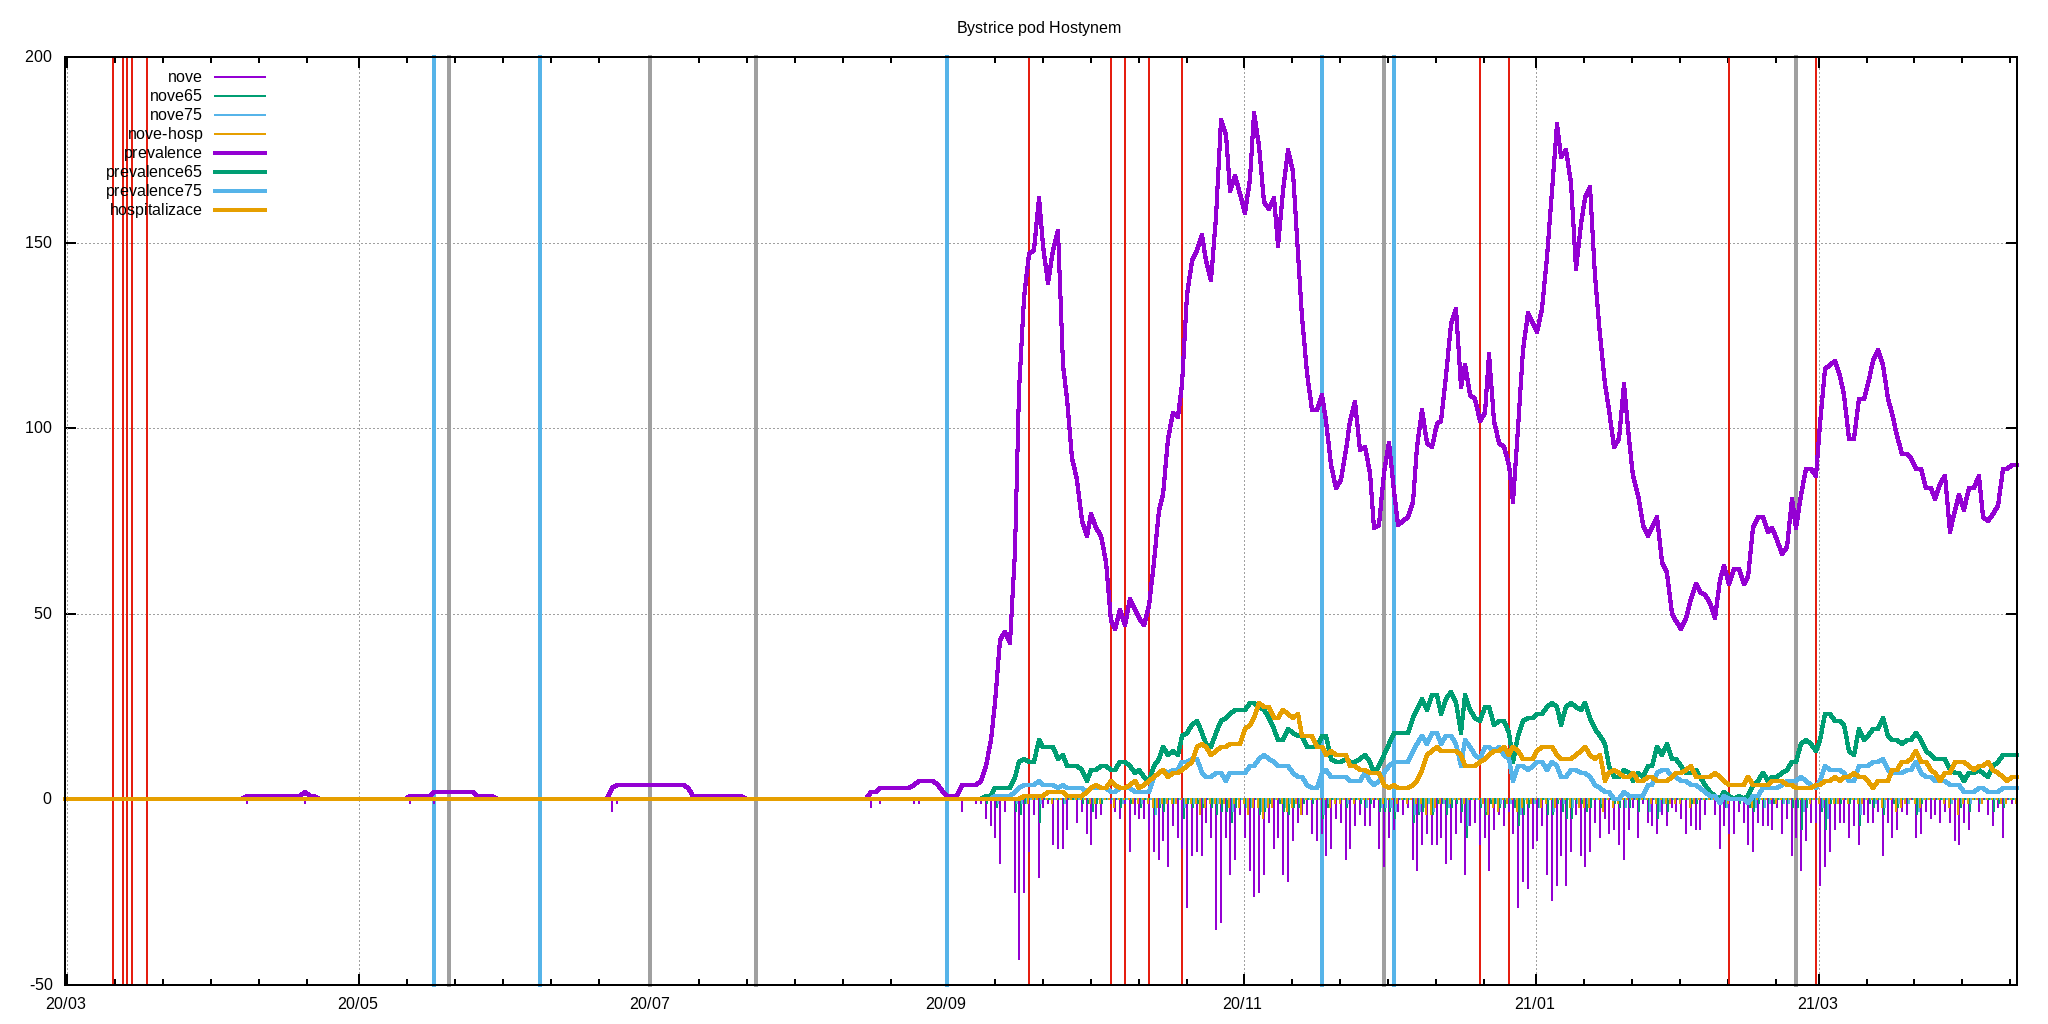 Bystrice pod Hostynem
200
150
100
50
0
-50
nove
nove65
nove75
nove-hosp
prevalence
prevalence65
prevalence75
hospitalizace
20/03 20/05 20/07 20/09 20/11 21/01 21/03